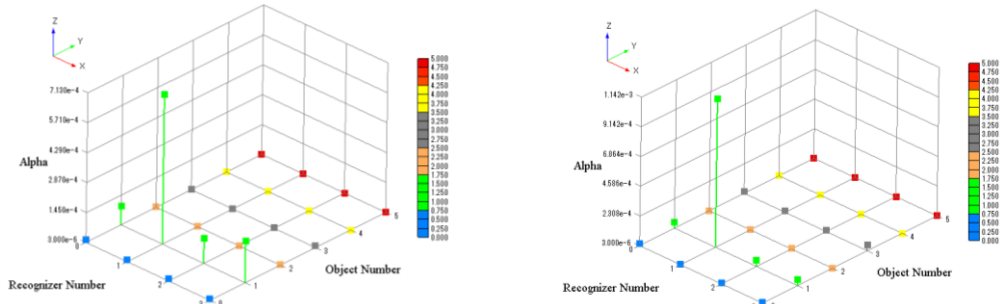 Z
Y
X
7.130e-4
5.710e-4
4.290e-4
2.870e-4
1.450e-4
3.000e-6
Alpha
0
1
2
Recognizer Number
1
2
3
4
5
Object Number
5.000
4.750
4.500
4.250
4.000
3.750
3.500
3.250
3.000
2.750
2.500
2.250
2.000
1.750
1.500
1.250
1.000
0.750
0.500
0.250
0.000
Z
Y
X
1.142e-3
9.142e-4
6.864e-4
4.586e-4
2.308e-4
3.000e-6
Alpha
0
1
2
Recognizer Number
1
2
3
4
5
Object Number
5.000
4.750
4.500
4.250
4.000
3.750
3.500
3.250
3.000
2.750
2.500
2.250
2.000
1.750
1.500
1.250
1.000
0.750
0.500
0.250
0.000